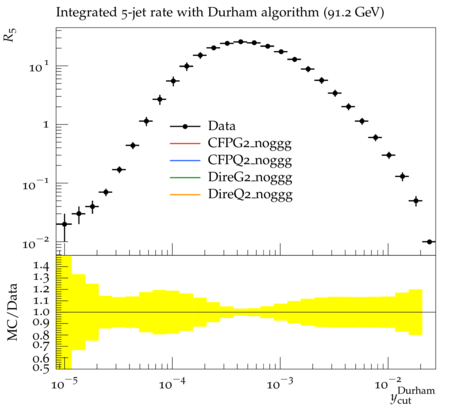 Integrated 5-jet rate with Durham algorithm (91.2 GeV)
R5
10^1
1
10^−1
10^−2
Data
CFPG2_noggg
CFPQ2_noggg
DireG2_noggg
DireQ2_noggg
MC/Data
1.4
1.3
1.2
1.1
1.0
0.9
0.8
0.7
0.6
0.5
10^−5 10^−4 10^−3 10^−2
y_cut^Durham